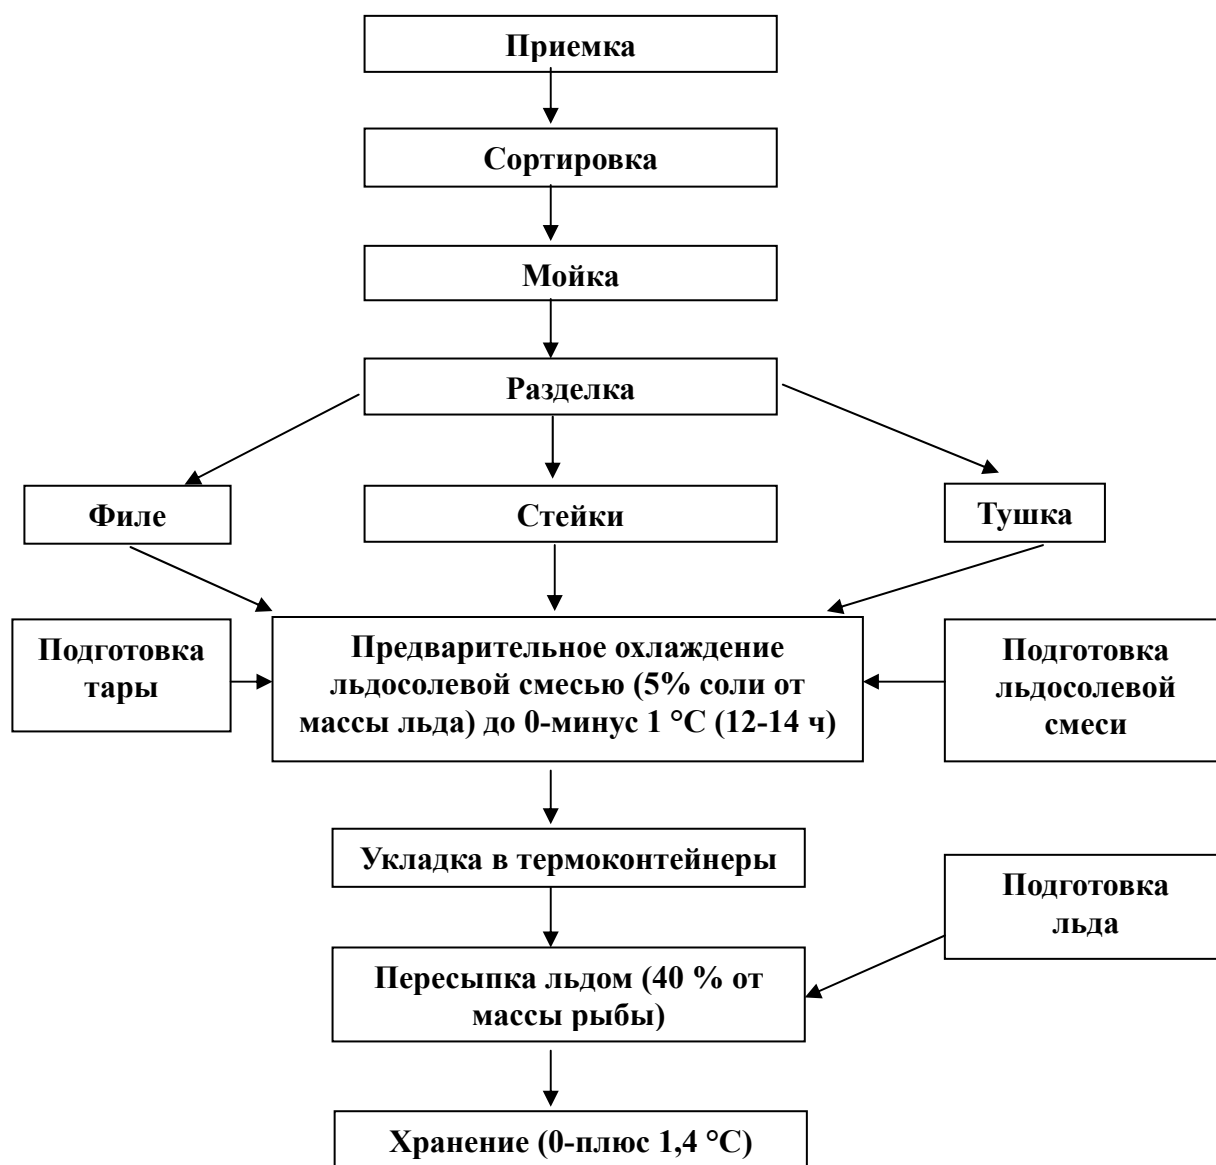 Приемка
Сортировка
Мойка
Разделка
Филе
Стейки
Тушка
Подготовка
тары
Предварительное охлаждение
льдосолевой смесью (5% соли от
массы льда) до 0-минус 1 °С (12-14 ч)
Подготовка
льдосолевой
смеси
Укладка в термоконтейнеры
Подготовка
льда
Пересыпка льдом (40 % от
массы рыбы)
Хранение (0-плюс 1,4 °С)